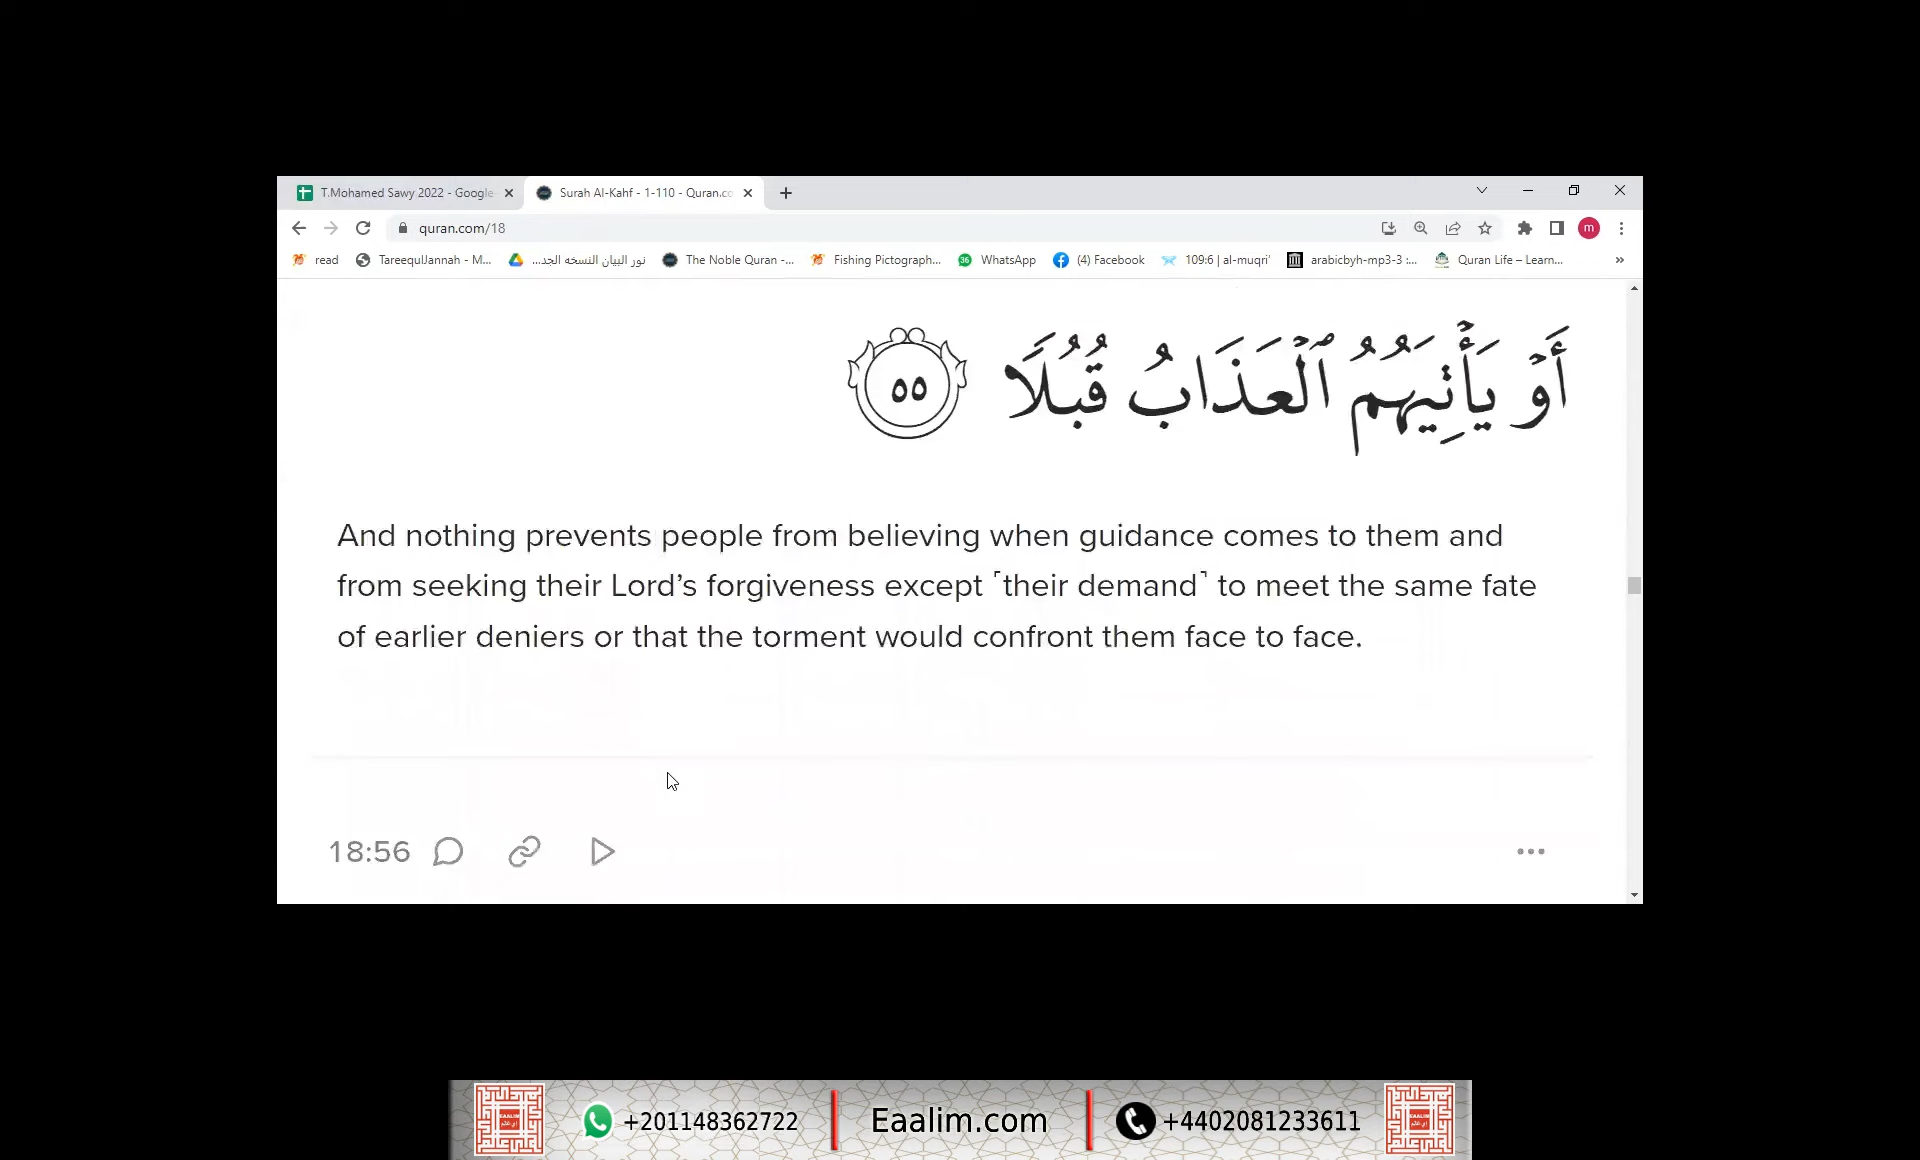 T.Mohamed Sawy 2022 - Google
Surah Al-Kahf - 1-110 - Quran.co
quran.com/18
m
read
TareequlJannah - M...
نور البيان النسخه الجد...
The Noble Quran -...
Fishing Pictograph...
36
WhatsApp
(4) Facebook
109:6 | al-muqri'
arabicbyh-mp3-3 :...
Quran Life – Learn...
»
أَوْ يَأْتِيَهُمُ ٱلْعَذَابُ قُبُلًا ٥٥
And nothing prevents people from believing when guidance comes to them and
from seeking their Lord’s forgiveness except ˹their demand˺ to meet the same fate
of earlier deniers or that the torment would confront them face to face.
18:56
EAALIM
+201148362722
Eaalim.com
+4402081233611
EAALIM